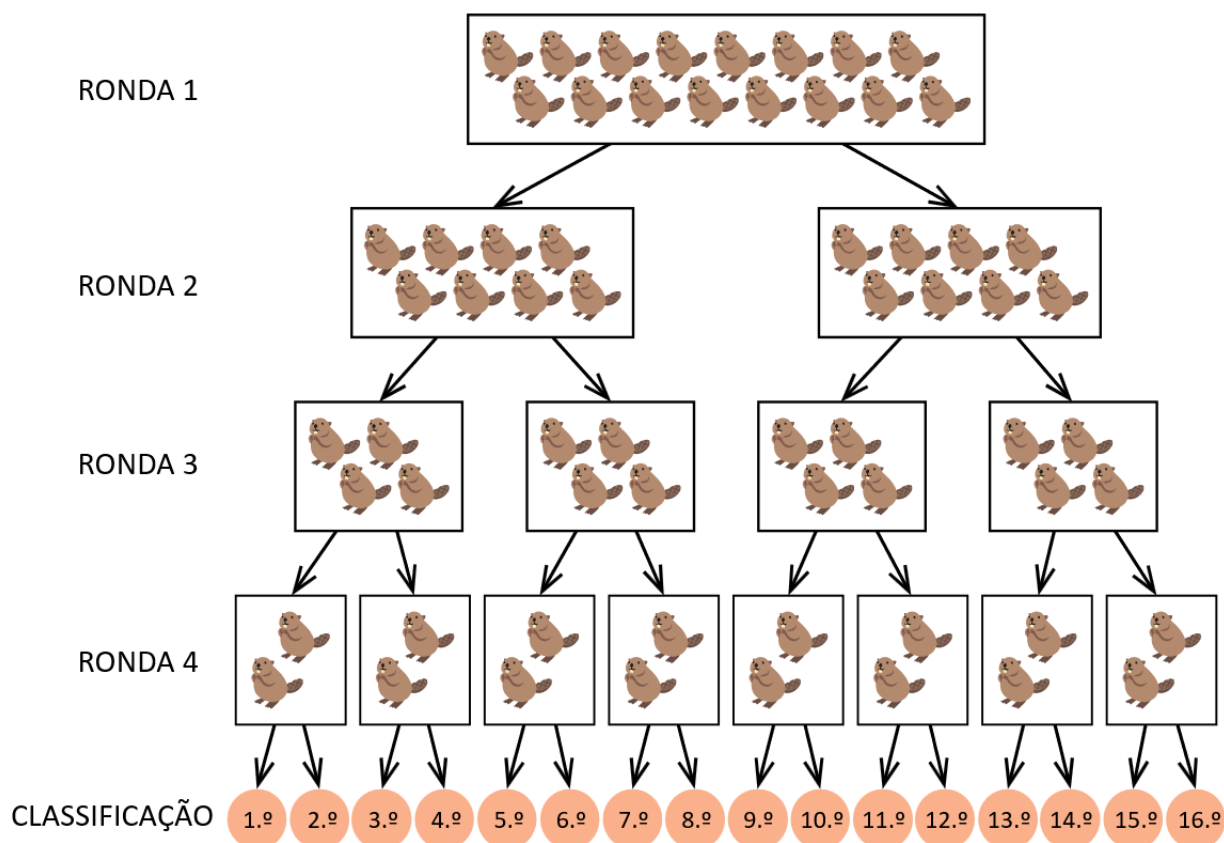 RONDA 1
RONDA 2
RONDA 3
RONDA 4
CLASSIFICAÇÃO 1.º 2.º 3.º 4.º 5.º 6.º 7.º 8.º 9.º 10.º 11.º 12.º 13.º 14.º 15.º 16.º